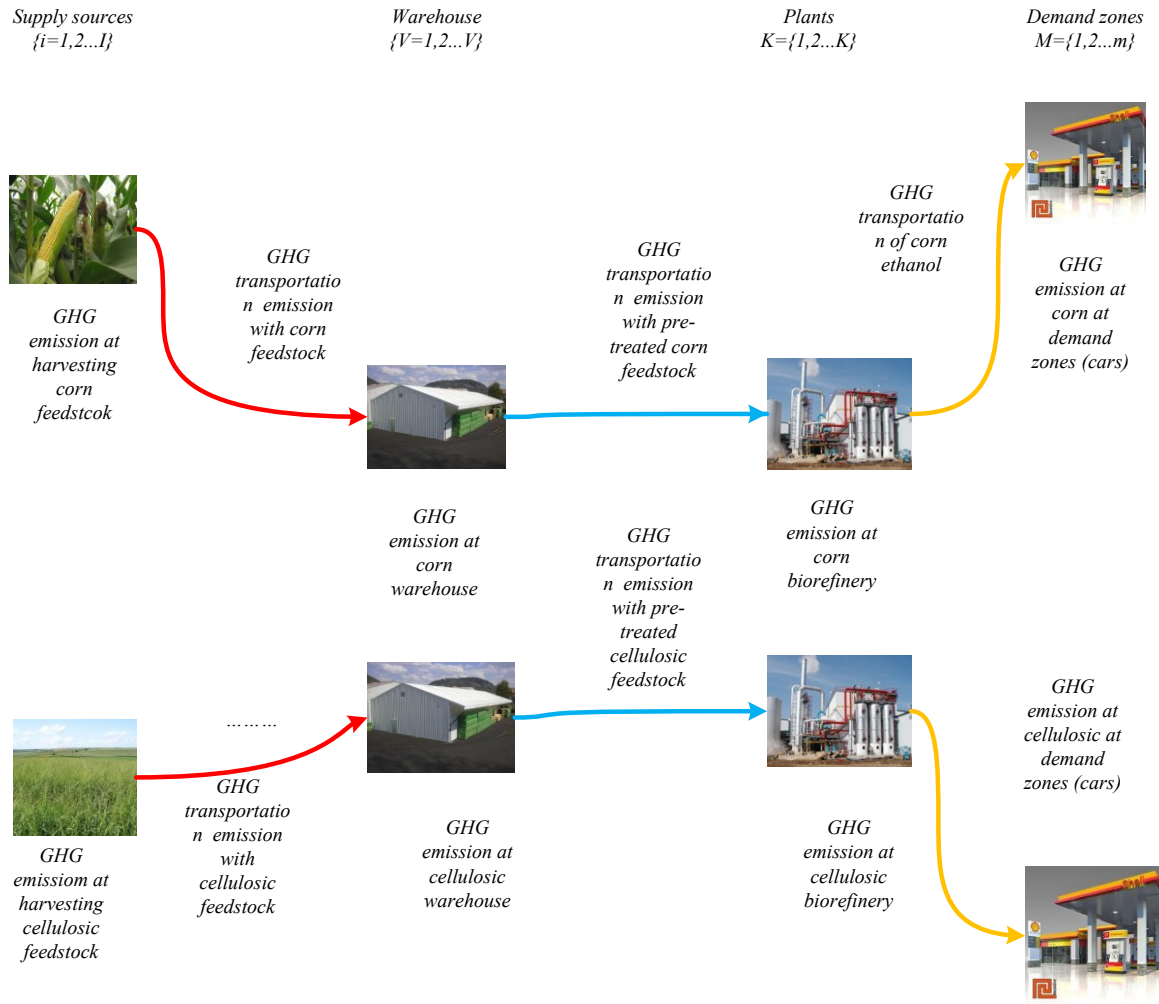 Supply sources
{i=1,2...I}
Warehouse
{V=1,2...V}
Plants
K={1,2...K}
Demand zones
M={1,2...m}
GHG
emission at
harvesting
corn
feedstcok
GHG
transportatio
n emission
with corn
feedstock
GHG
transportatio
n emission
with pre-
treated corn
feedstock
GHG
transportatio
n of corn
ethanol
GHG
emission at
corn at
demand
zones (cars)
GHG
emission at
corn
warehouse
GHG
transportatio
n emission
with pre-
treated
cellulosic
feedstock
GHG
emission at
corn
biorefinery
………
GHG
emissiom at
harvesting
cellulosic
feedstock
GHG
transportatio
n emission
with
cellulosic
feedstock
GHG
emission at
cellulosic
warehouse
GHG
emission at
cellulosic
biorefinery
GHG
emission at
cellulosic at
demand
zones (cars)